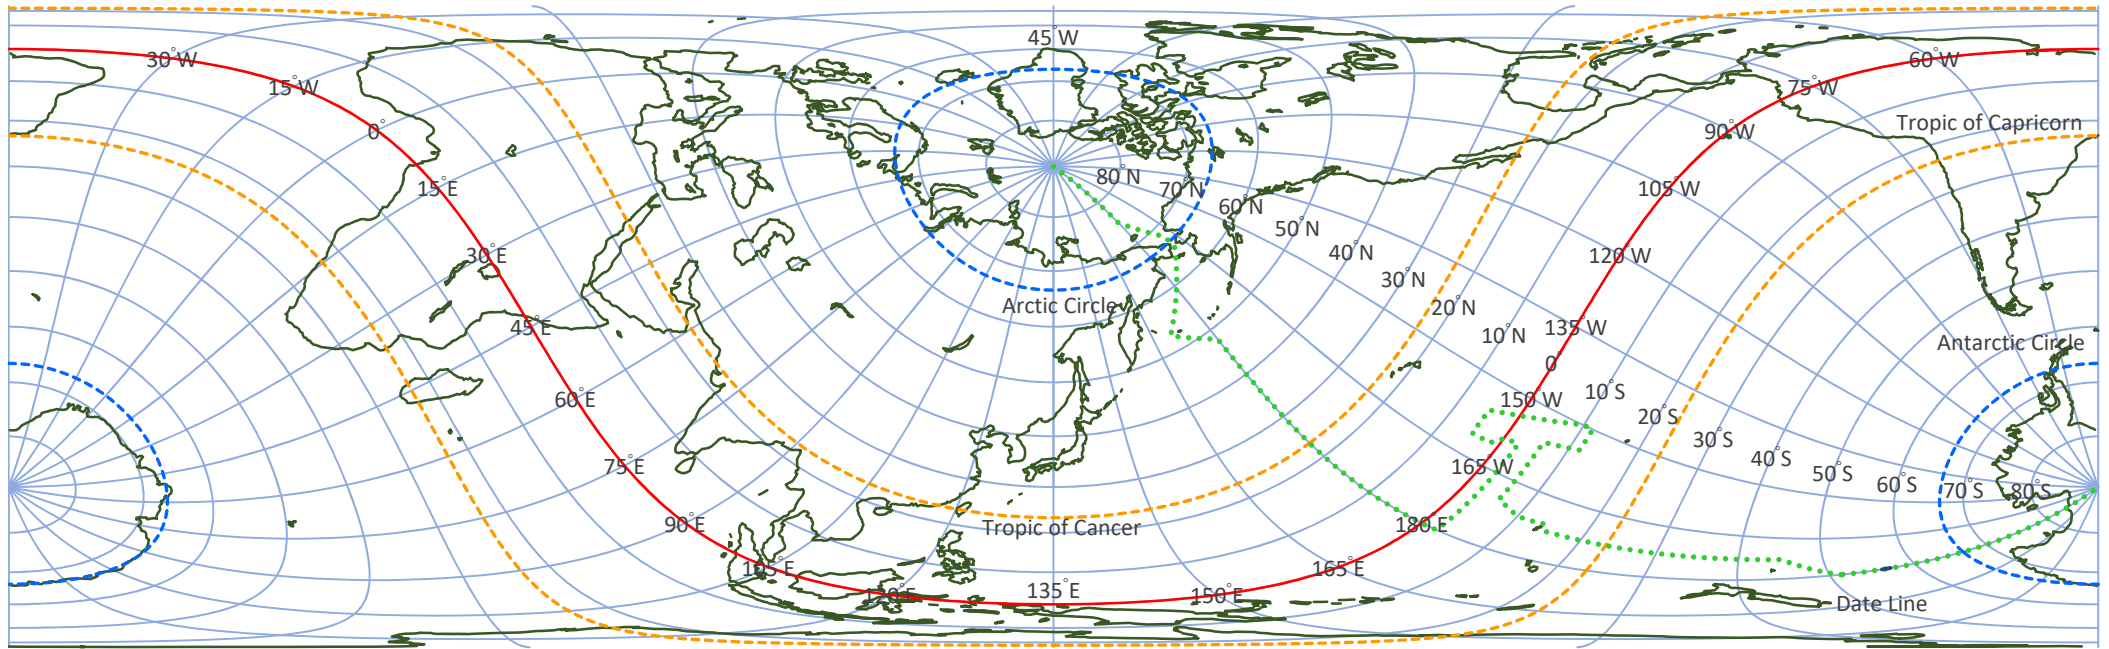 45°W
30°W
60°W
15°W
75°W
0°
90°W
Tropic of Capricorn
80°N
15°E
70°N
105°W
60°N
50°N
30°E
40°N
120°W
30°N
Arctic Circle
20°N
45°E
10°N
135°W
Antarctic Circle
0°
60°E
150°W
10°S
20°S
30°S
75°E
165°W
40°S
50°S
60°S
70°S
80°S
90°E
Tropic of Cancer
180°E
105°E
165°E
120°E
135°E
150°E
Date Line